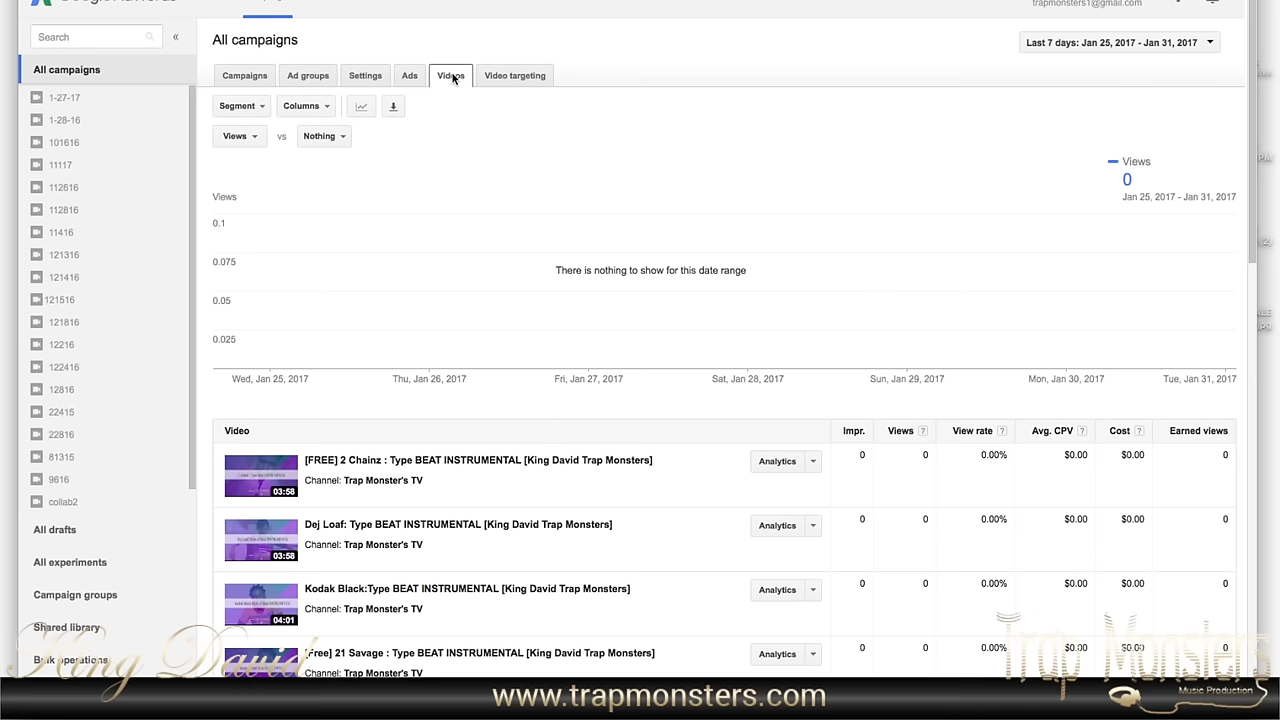 trapmonsters1@gmail.com
Search
«
All campaigns
1-27-17
1-28-16
101616
11117
112616
112816
11416
121316
121416
121516
121816
12216
122416
12816
22415
22816
81315
9616
collab2
All drafts
All experiments
Campaign groups
Shared library
Bulk operations
All campaigns
Last 7 days: Jan 25, 2017 - Jan 31, 2017
Campaigns Ad groups Settings Ads Videos Video targeting
Segment Columns
Views vs Nothing
Views
0
Jan 25, 2017 - Jan 31, 2017
Views
0.1
0.075
There is nothing to show for this date range
0.05
0.025
Wed, Jan 25, 2017 Thu, Jan 26, 2017 Fri, Jan 27, 2017 Sat, Jan 28, 2017 Sun, Jan 29, 2017 Mon, Jan 30, 2017 Tue, Jan 31, 2017
Video Impr. Views ? View rate ? Avg. CPV ? Cost ? Earned views
[FREE] 2 Chainz : Type BEAT INSTRUMENTAL [King David Trap Monsters] Analytics 0 0 0.00% $0.00 $0.00 0
Channel: Trap Monster's TV
03:58
Dej Loaf: Type BEAT INSTRUMENTAL [King David Trap Monsters] Analytics 0 0 0.00% $0.00 $0.00 0
Channel: Trap Monster's TV
03:58
Kodak Black:Type BEAT INSTRUMENTAL [King David Trap Monsters] Analytics 0 0 0.00% $0.00 $0.00 0
Channel: Trap Monster's TV
04:01
[Free] 21 Savage : Type BEAT INSTRUMENTAL [King David Trap Monsters] Analytics 0 0 0.00% $0.00 $0.00 0
Channel: Trap Monster's TV
King David
Trap Monsters
Music Production
www.trapmonsters.com